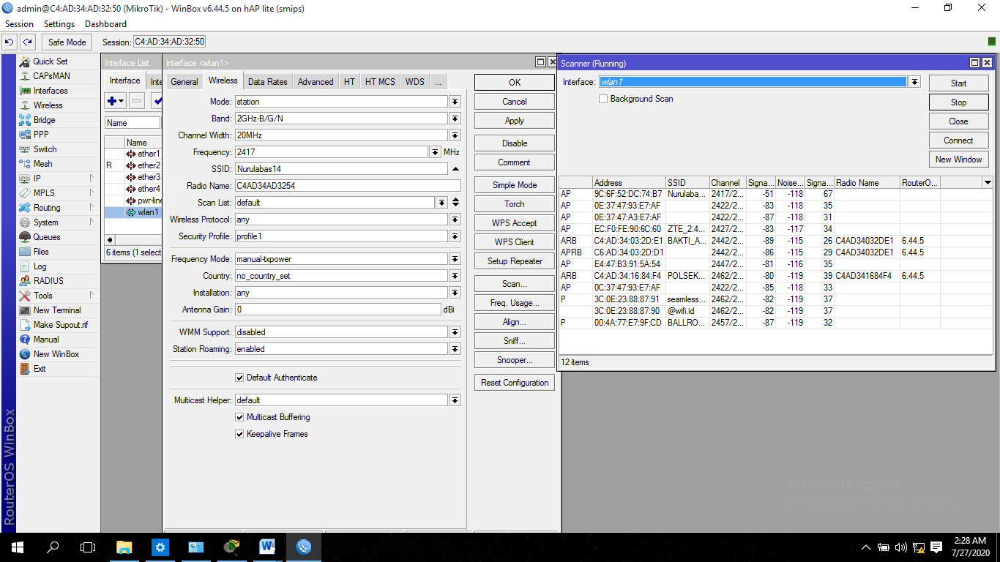 admin@C4:AD:34:AD:32:50 (MikroTik) - WinBox v6.44.5 on hAP lite (smips)
Session Settings Dashboard
Safe Mode Session: C4:AD:34:AD:32:50
Quick Set
CAPsMAN
Interfaces
Wireless
Bridge
PPP
Switch
Mesh
IP
MPLS
Routing
System
Queues
Files
Log
RADIUS
Tools
New Terminal
Make Supout.rif
Manual
New WinBox
Exit
RouterOS WinBox
Interface List
Interface Inte
Name
Name
ether1
R ether2
ether3
ether4
pwr-line
wlan1
6 items (1 select
Interface <wlan1>
General Wireless Data Rates Advanced HT HT MCS WDS ...
Mode: station
Band: 2GHz-B/G/N
Channel Width: 20MHz
Frequency: 2417 MHz
SSID: Nurulabas14
Radio Name: C4AD34AD3254
Scan List: default
Wireless Protocol: any
Security Profile: profile1
Frequency Mode: manual-txpower
Country: no_country_set
Installation: any
Antenna Gain: 0 dBi
WMM Support: disabled
Station Roaming: enabled
Default Authenticate
Multicast Helper: default
Multicast Buffering
Keepalive Frames
OK
Cancel
Apply
Disable
Comment
Simple Mode
Torch
WPS Accept
WPS Client
Setup Repeater
Scan...
Freq. Usage...
Align...
Sniff...
Snooper...
Reset Configuration
Scanner (Running)
Interface: wlan1
Background Scan
Start
Stop
Close
Connect
New Window
Address SSID Channel Signa... Noise... Signa... Radio Name RouterO...
AP 9C:6F:52:DC:74:B7 Nurulaba... 2417/2... -51 -118 67
AP 0E:37:47:93:E7:AF 2422/2... -83 -118 35
AP 0E:37:47:A3:E7:AF 2422/2... -87 -118 31
AP EC:F0:FE:90:6C:60 ZTE_2.4... 2427/2... -83 -117 34
ARB C4:AD:34:03:2D:E1 BAKTI_A... 2442/2... -89 -115 26 C4AD34032DE1 6.44.5
APRB C6:AD:34:03:2D:D1 2442/2... -86 -115 29 C4AD34032DE1 6.44.5
AP E4:47:B3:91:5A:54 2447/2... -81 -116 35
ARB C4:AD:34:16:84:F4 POLSEK... 2462/2... -80 -119 39 C4AD341684F4 6.44.5
AP 0C:37:47:93:E7:AF 2422/2... -85 -118 33
P 3C:0E:23:88:87:91 seamless... 2462/2... -82 -119 37
3C:0E:23:88:87:90 @wifi.id 2462/2... -82 -119 37
P 00:4A:77:E7:9F:CD BALLRO... 2457/2... -87 -119 32
12 items
Activate Windows
Go to Settings to activate Windows.
2:28 AM
7/27/2020